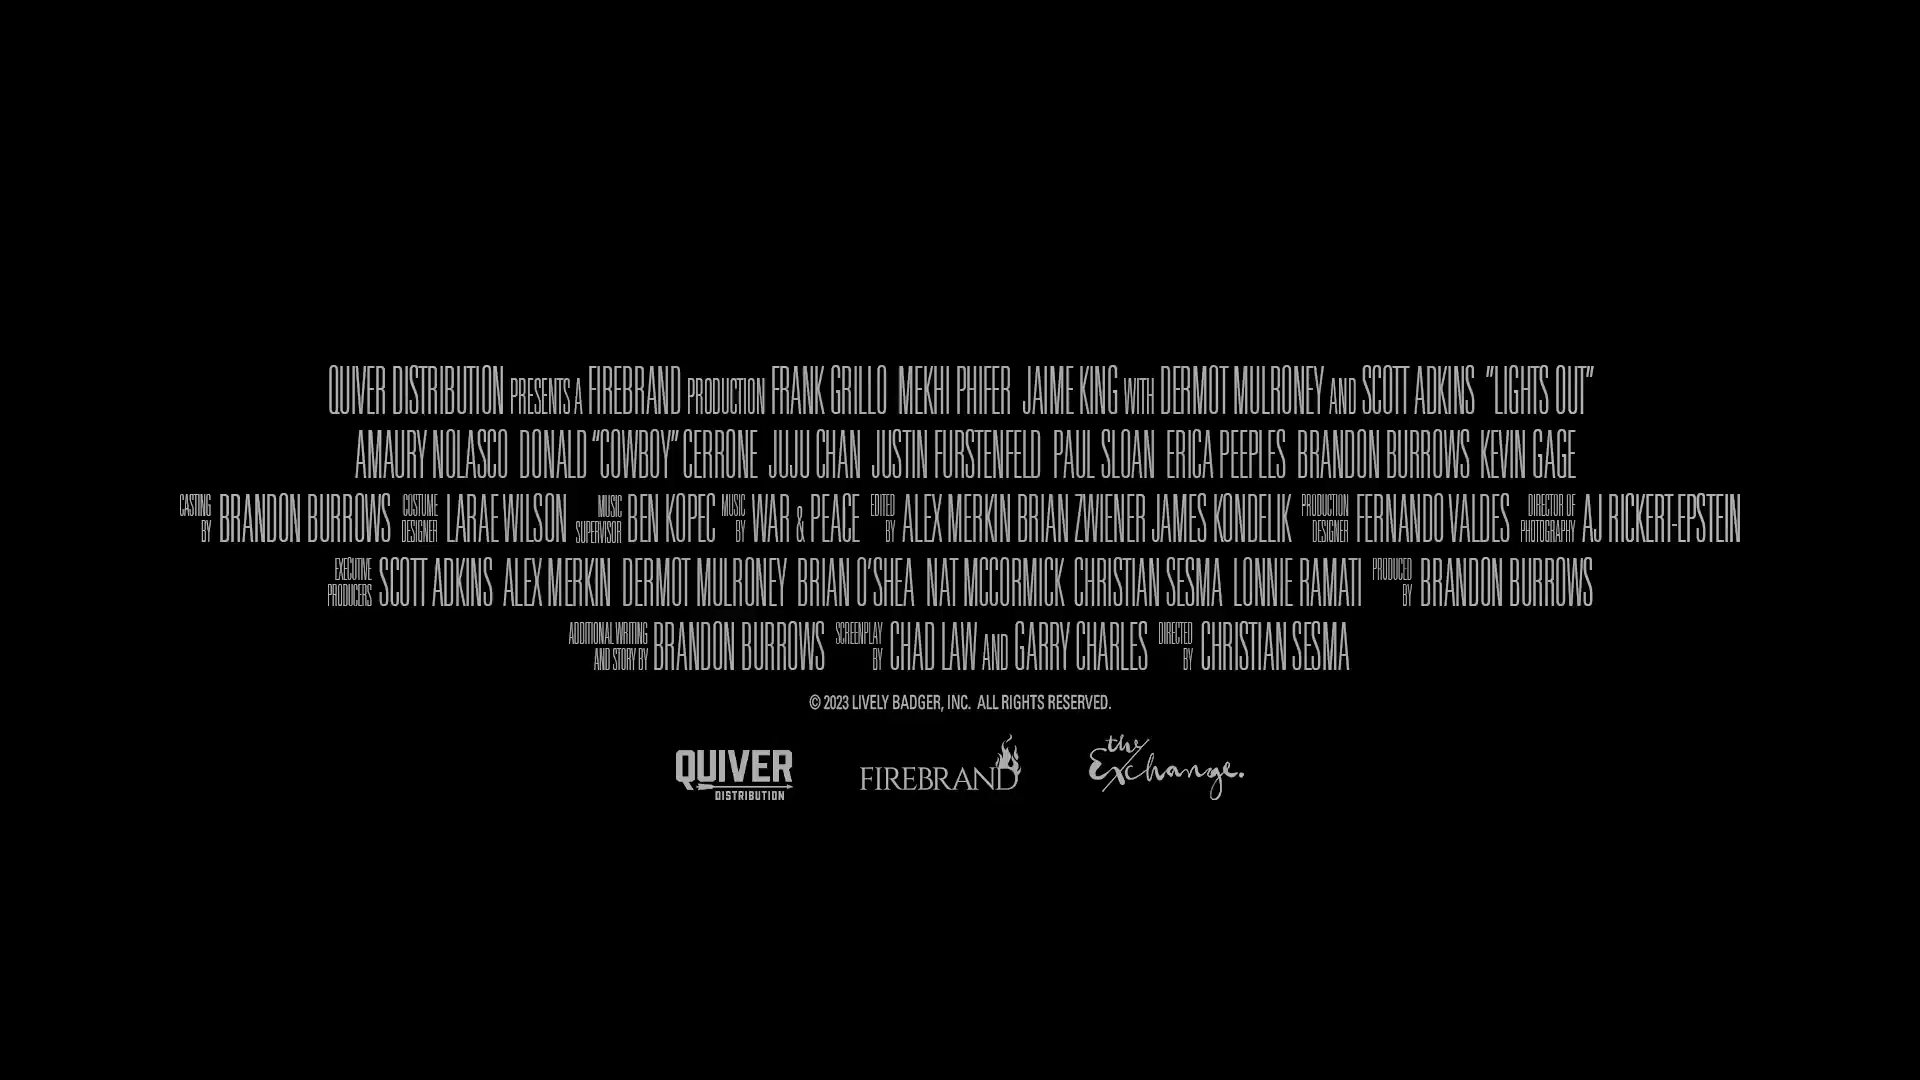 QUIVER DISTRIBUTION PRESENTS A FIREBRAND PRODUCTION FRANK GRILLO MEKHI PHIFER JAIME KING WITH DERMOT MULRONEY AND SCOTT ADKINS "LIGHTS OUT"
AMAURY NOLASCO DONALD “COWBOY” CERRONE JUJU CHAN JUSTIN FURSTENFELD PAUL SLOAN ERICA PEEPLES BRANDON BURROWS KEVIN GAGE
CASTING BY BRANDON BURROWS COSTUME DESIGNER LARAE WILSON MUSIC SUPERVISOR BEN KOPEC MUSIC BY WAR & PEACE EDITED BY ALEX MERKIN BRIAN ZWIENER JAMES KONDELIK PRODUCTION DESIGNER FERNANDO VALDES DIRECTOR OF PHOTOGRAPHY AJ RICKERT-EPSTEIN
EXECUTIVE PRODUCERS SCOTT ADKINS ALEX MERKIN DERMOT MULRONEY BRIAN O’SHEA NAT MCCORMICK CHRISTIAN SESMA LONNIE RAMATI PRODUCED BY BRANDON BURROWS
ADDITIONAL WRITING AND STORY BY BRANDON BURROWS SCREENPLAY BY CHAD LAW AND GARRY CHARLES DIRECTED BY CHRISTIAN SESMA
© 2023 LIVELY BADGER, INC. ALL RIGHTS RESERVED.
QUIVER DISTRIBUTION FIREBRAND the Exchange.